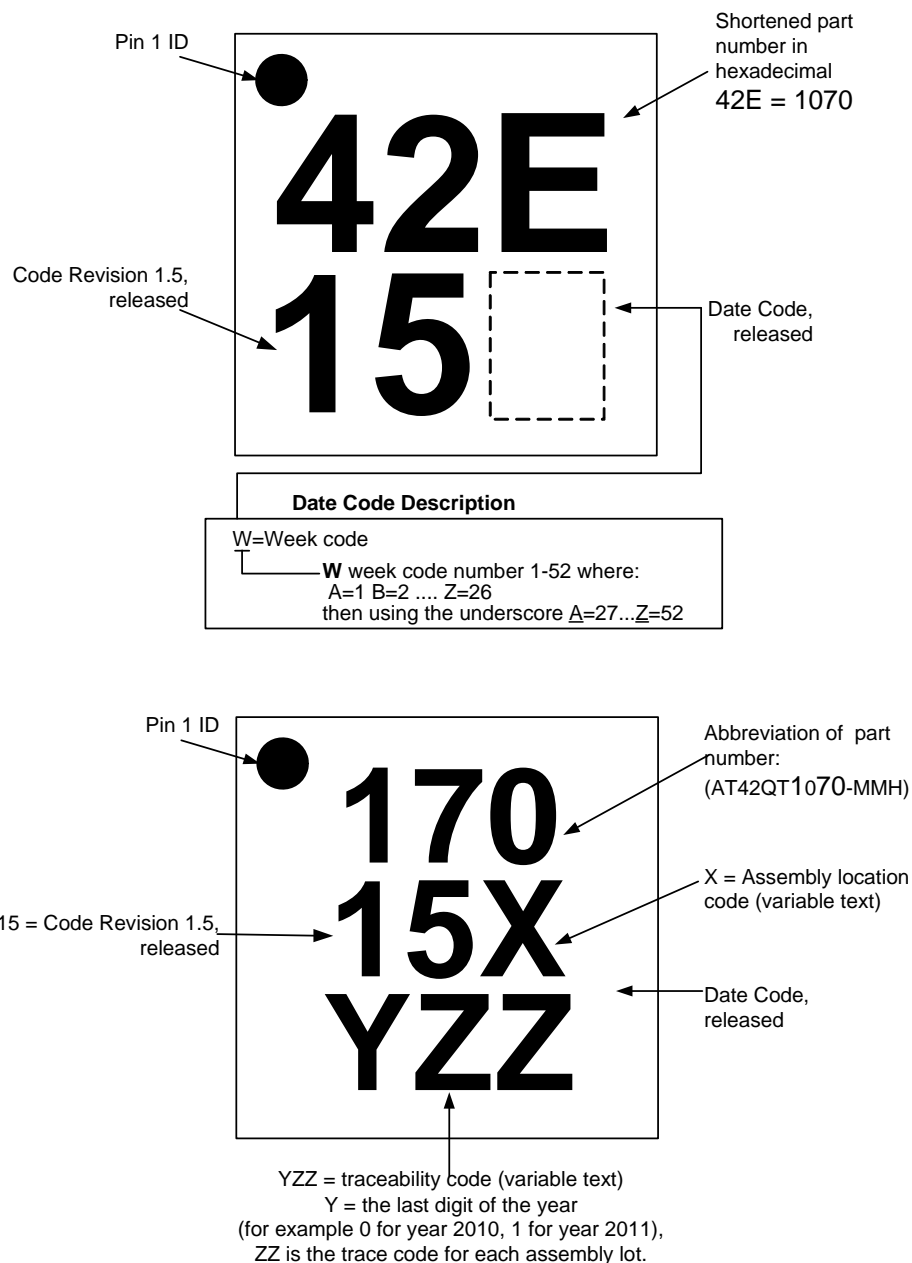 Pin 1 ID
Shortened part
number in
hexadecimal
42E = 1070
42E
Code Revision 1.5,
released
15
Date Code,
released
Date Code Description
W=Week code
W week code number 1-52 where:
A=1 B=2 .... Z=26
then using the underscore A=27...Z=52
Pin 1 ID
Abbreviation of part
number:
(AT42QT1070-MMH)
170
X = Assembly location
code (variable text)
15 = Code Revision 1.5,
released
15X
Date Code,
released
YZZ
YZZ = traceability code (variable text)
Y = the last digit of the year
(for example 0 for year 2010, 1 for year 2011),
ZZ is the trace code for each assembly lot.